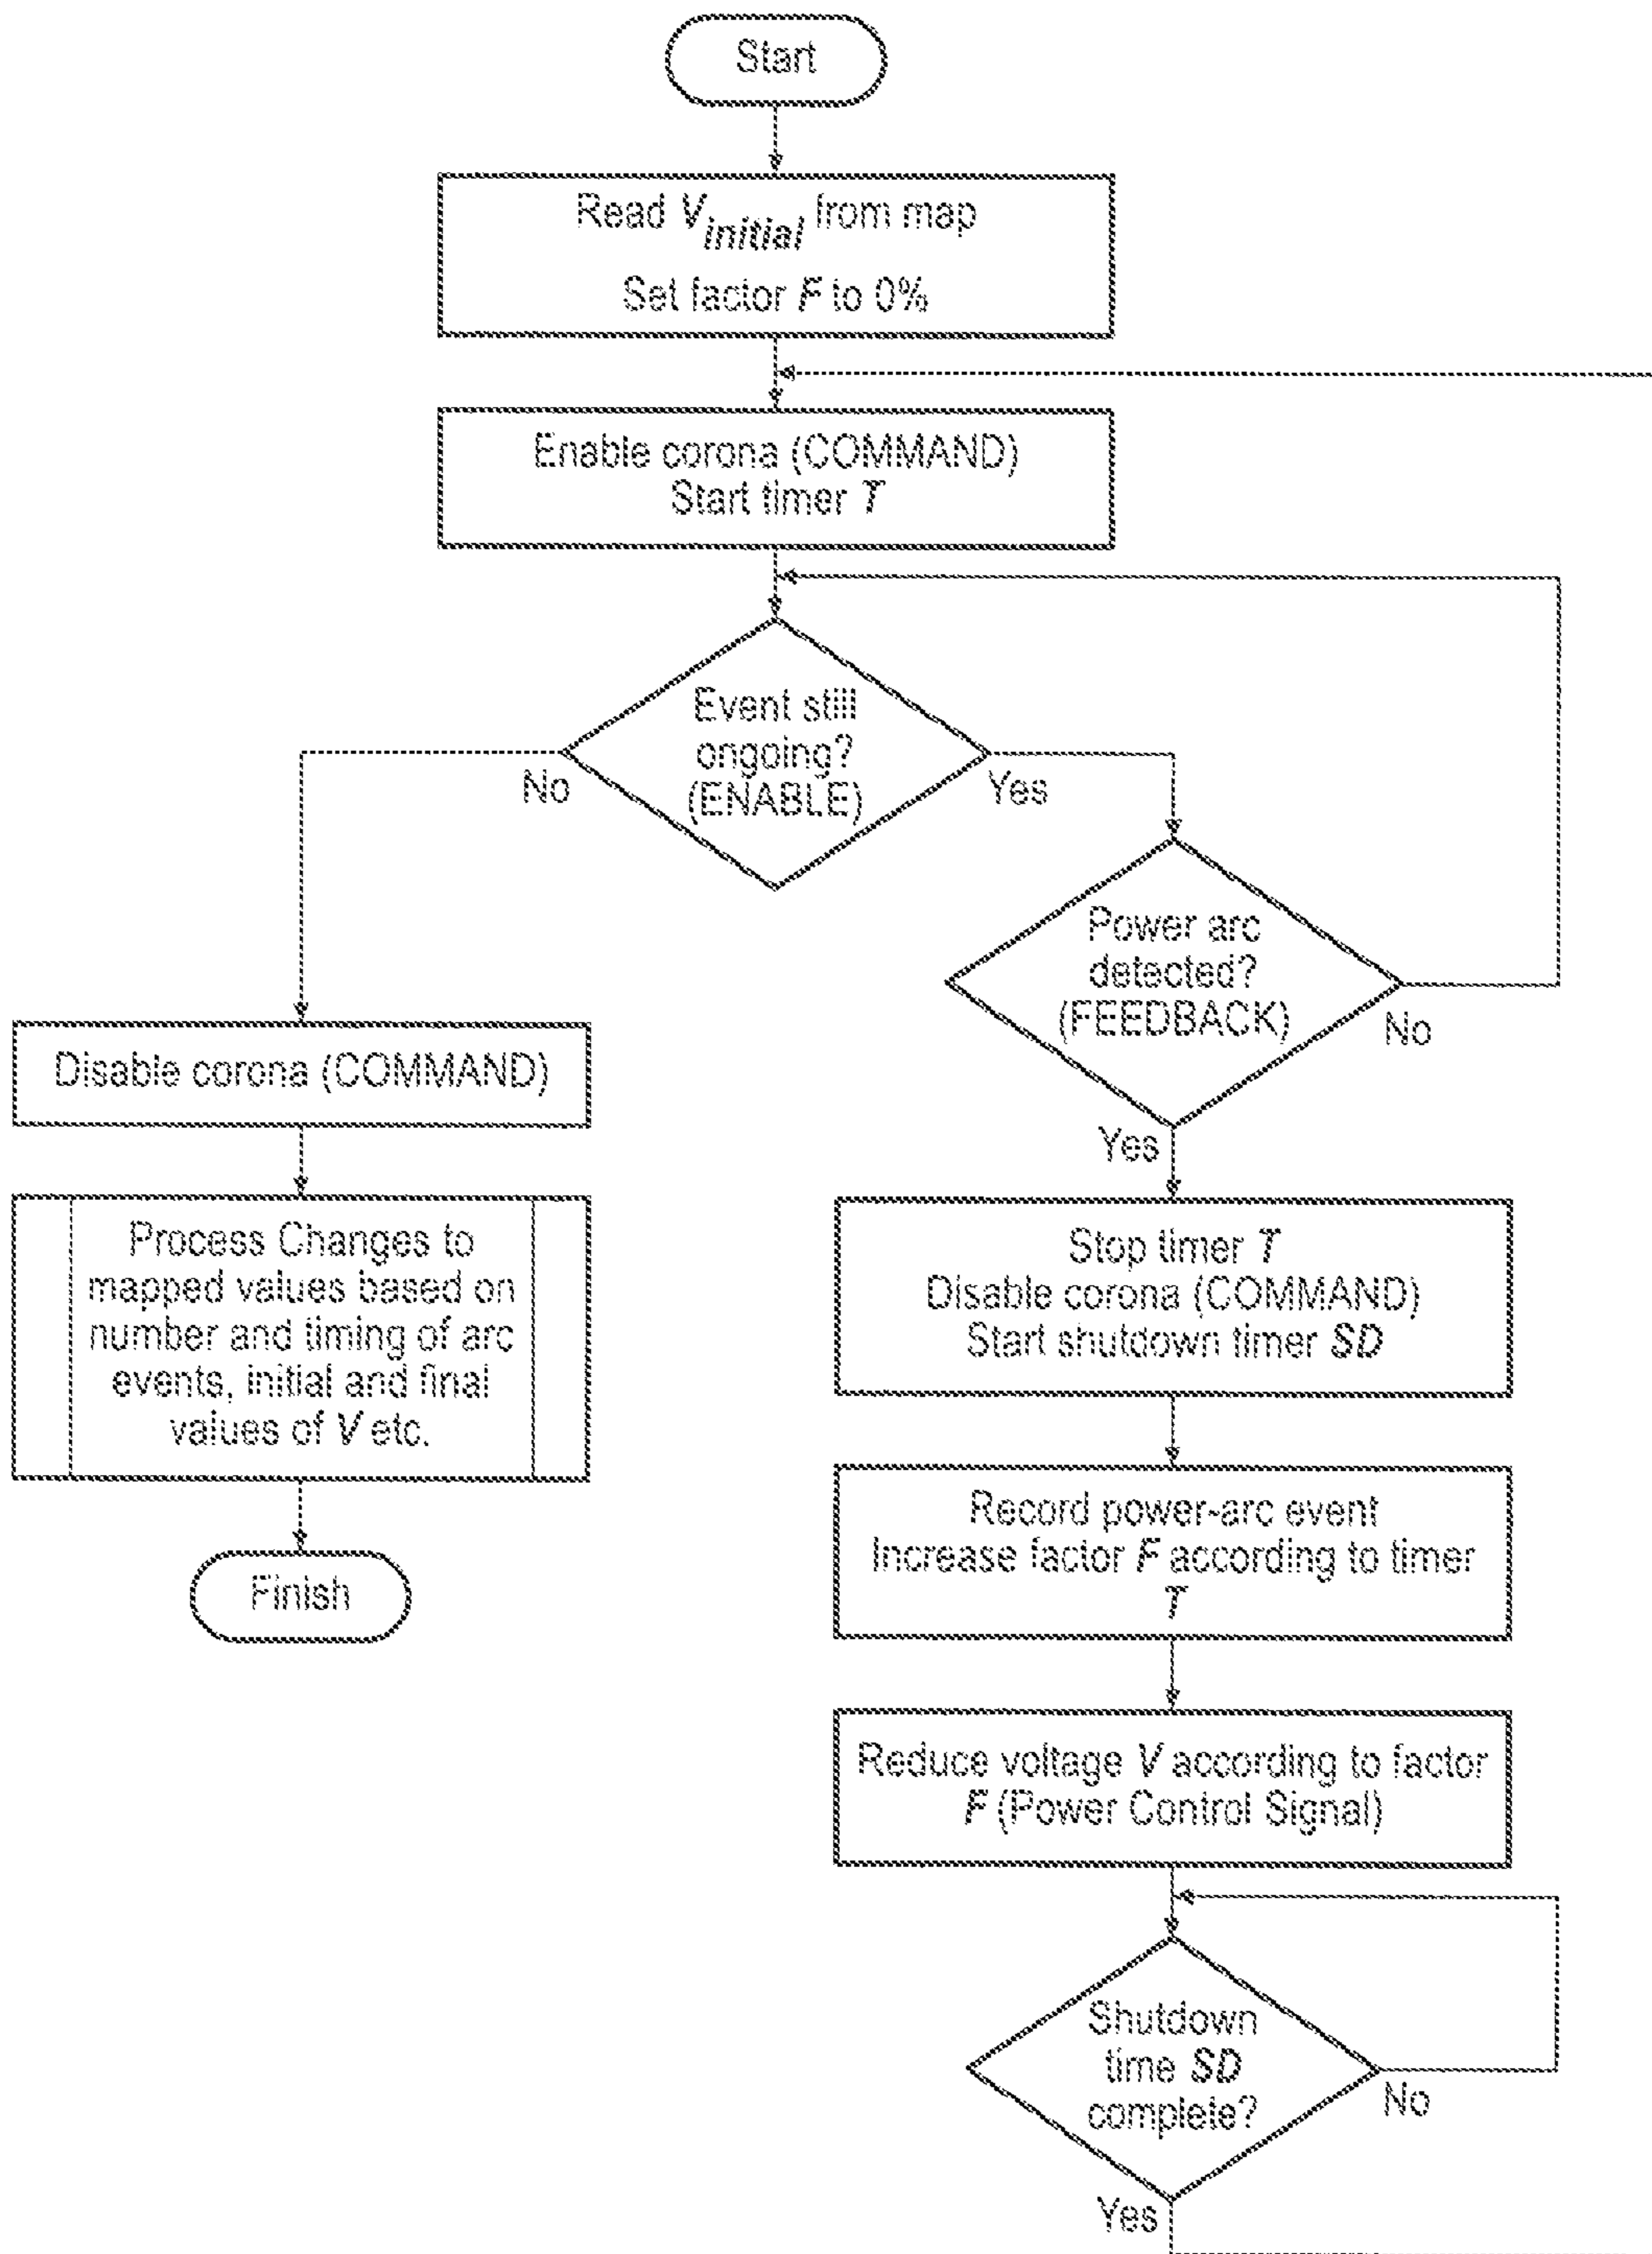 Start
Read Vinitial from map
Set factor F to 0%
Enable corona (COMMAND)
Start timer T
Event still
ongoing?
(ENABLE)
No
Yes
Power arc
detected?
(FEEDBACK)
No
Yes
Disable corona (COMMAND)
Process Changes to
mapped values based on
number and timing of arc
events, initial and final
values of V etc.
Finish
Stop timer T
Disable corona (COMMAND)
Start shutdown timer SD
Record power-arc event
Increase factor F according to timer
T
Reduce voltage V according to factor
F (Power Control Signal)
Shutdown
time SD
complete?
No
Yes